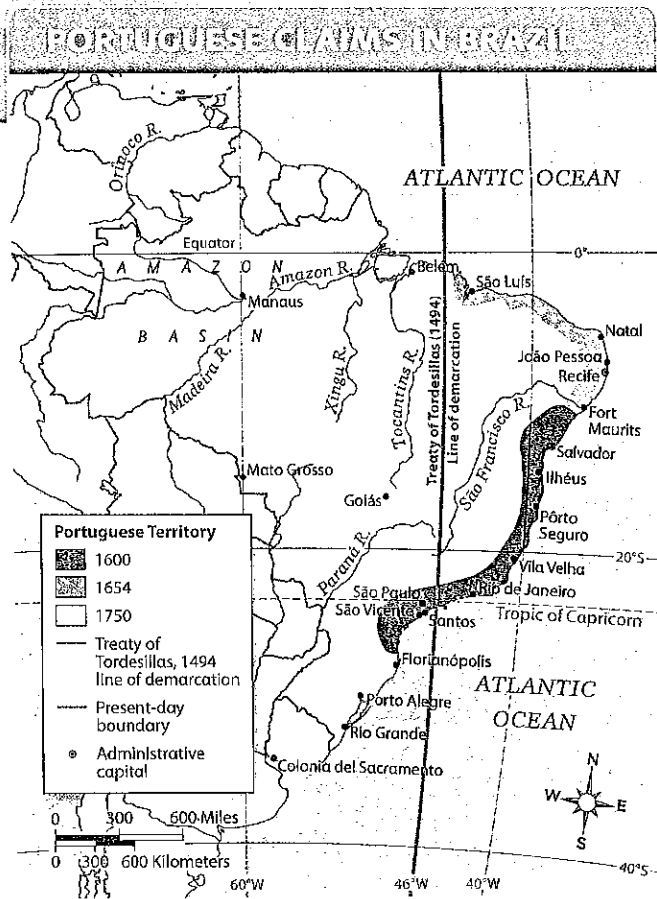 PORTUGUESE CLAIMS IN BRAZIL
Orinoco R.
ATLANTIC OCEAN
Equator
0°
AMAZON
Amazon R.
Belém
São Luís
Manaus
BASIN
Natal
Madeira R.
Xingu R.
Tocantins R.
Treaty of Tordesillas (1494)
Line of demarcation
São Francisco R.
João Pessoa
Recife
Fort
Maurits
Salvador
Mato Grosso
Ilhéus
Goiás
Pôrto
Seguro
Paraná R.
20°S
Vila Velha
São Paulo
Rio de Janeiro
São Vicente
Santos
Tropic of Capricorn
Florianópolis
ATLANTIC
OCEAN
Porto Alegre
Rio Grande
Colonia del Sacramento
Portuguese Territory
1600
1654
1750
Treaty of
Tordesillas, 1494
line of demarcation
Present-day
boundary
Administrative
capital
N
W E
S
0 300 600 Miles
0 300 600 Kilometers
60°W
46°W
40°W
40°S